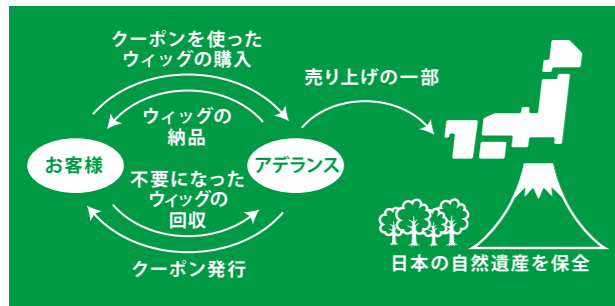 クーポンを使った
ウィッグの購入
売り上げの一部
ウィッグの
納品
お客様
アデランス
不要になった
ウィッグの
回収
クーポン発行
日本の自然遺産を保全